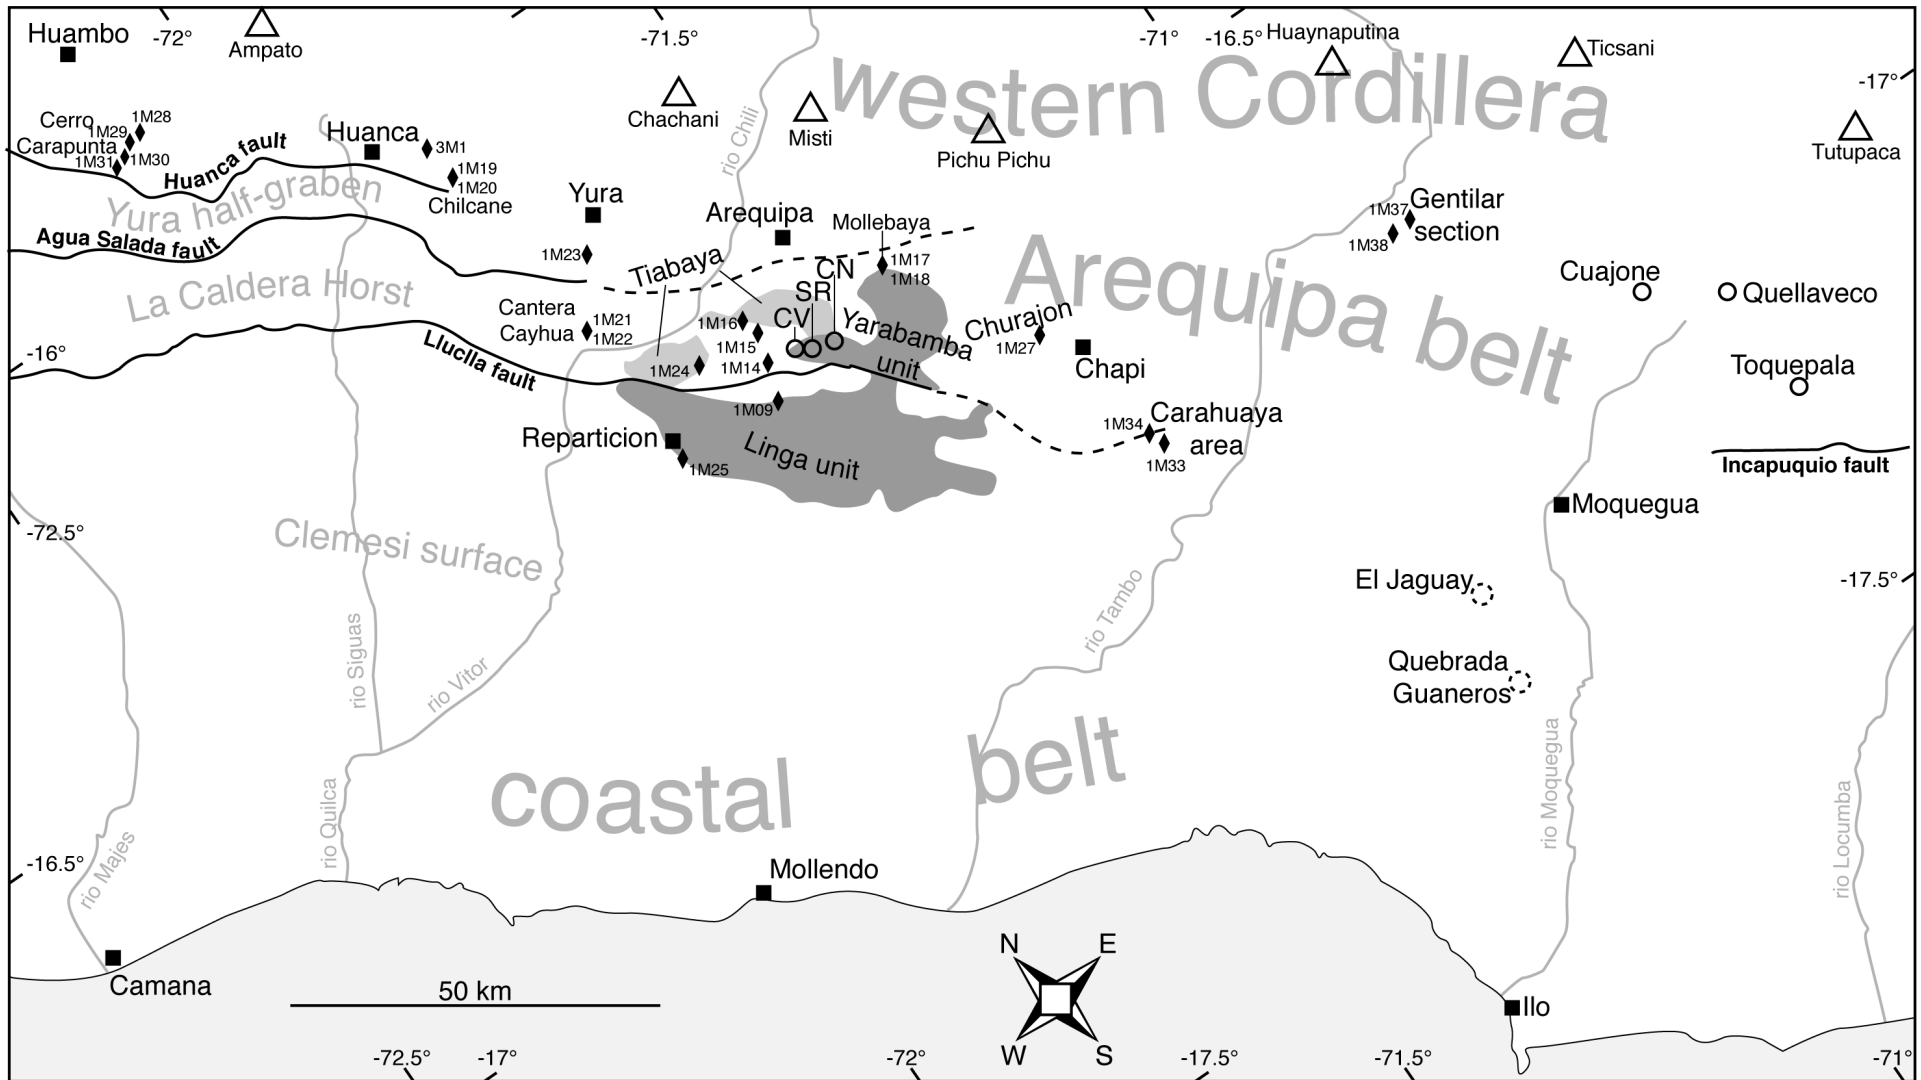 Huambo
-72°
Ampato
-71.5°
-71°
-16.5°
Huaynaputina
Ticsani
-17°
western Cordillera
Chachani
rio Chili
Misti
Pichu Pichu
Tutupaca
Cerro
Carapunta
1M28
1M29
1M30
1M31
Huanca fault
Huanca
3M1
1M19
1M20
Chilcane
Yura half-graben
Yura
Arequipa
Mollebaya
Gentilar
section
1M37
1M38
Agua Salada fault
1M23
Tiabaya
1M17
1M18
CN
SR
CV
Arequipa belt
Cuajone
Quellaveco
La Caldera Horst
Cantera
Cayhua
1M21
1M22
1M16
1M15
1M14
1M24
Yarabamba
unit
Churajon
1M27
Chapi
Toquepala
-16°
Lluclla fault
1M09
Reparticion
1M25
Linga unit
1M34
Carahuaya
area
1M33
Incapuquio fault
Moquegua
-72.5°
Clemesi surface
-17.5°
El Jaguay
rio Tambo
Quebrada
Guaneros
rio Siguas
rio Vitor
rio Moquegua
coastal belt
rio Quilca
rio Locumba
-16.5°
rio Majes
Mollendo
N
E
W
S
Camana
50 km
Ilo
-72.5°
-17°
-72°
-17.5°
-71.5°
-71°